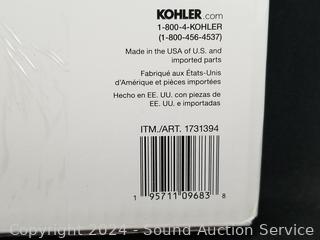 KOHLER.com
1-800-4-KOHLER
(1-800-456-4537)
Made in the USA of U.S. and
imported parts
Fabriqué aux États-Unis
d'Amérique et pièces importées
Hecho en EE. UU. con piezas de
EE. UU. e importadas
ITM./ART. 1731394
1 95711 09683 8
Copyright 2024 - Sound Auction Service